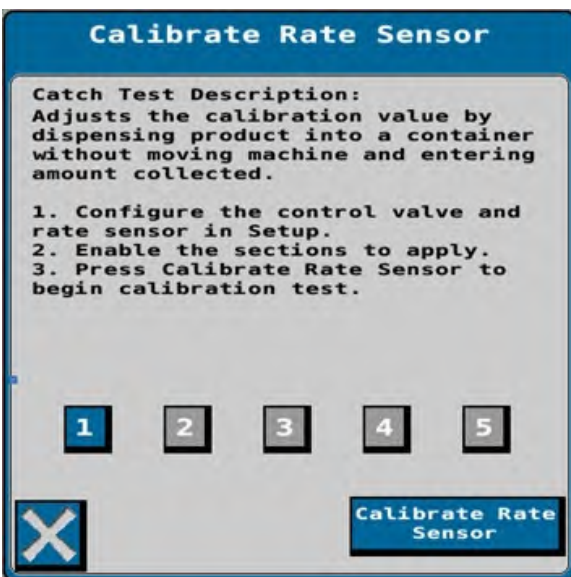 Calibrate Rate Sensor
Catch Test Description:
Adjusts the calibration value by
dispensing product into a container
without moving machine and entering
amount collected.
1. Configure the control valve and
rate sensor in Setup.
2. Enable the sections to apply.
3. Press Calibrate Rate Sensor to
begin calibration test.
1 2 3 4 5
Calibrate Rate
Sensor